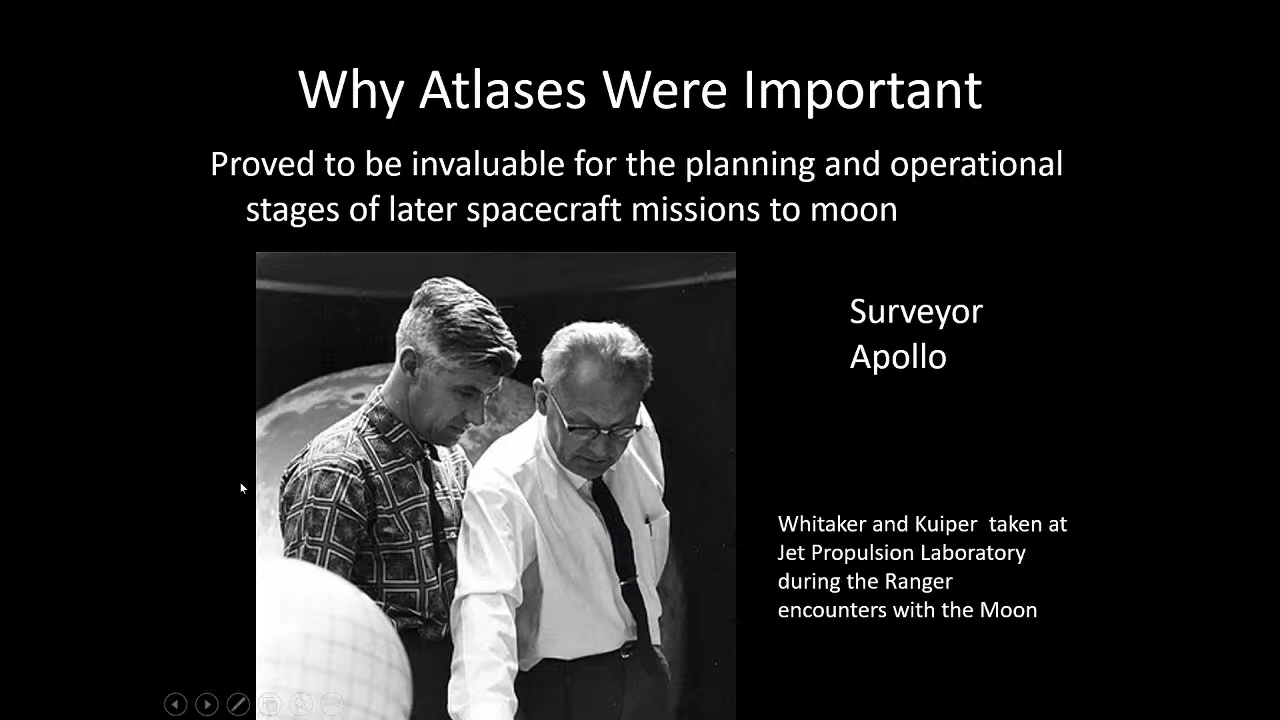 Why Atlases Were Important
Proved to be invaluable for the planning and operational
stages of later spacecraft missions to moon
Surveyor
Apollo
Whitaker and Kuiper  taken at
Jet Propulsion Laboratory
during the Ranger
encounters with the Moon